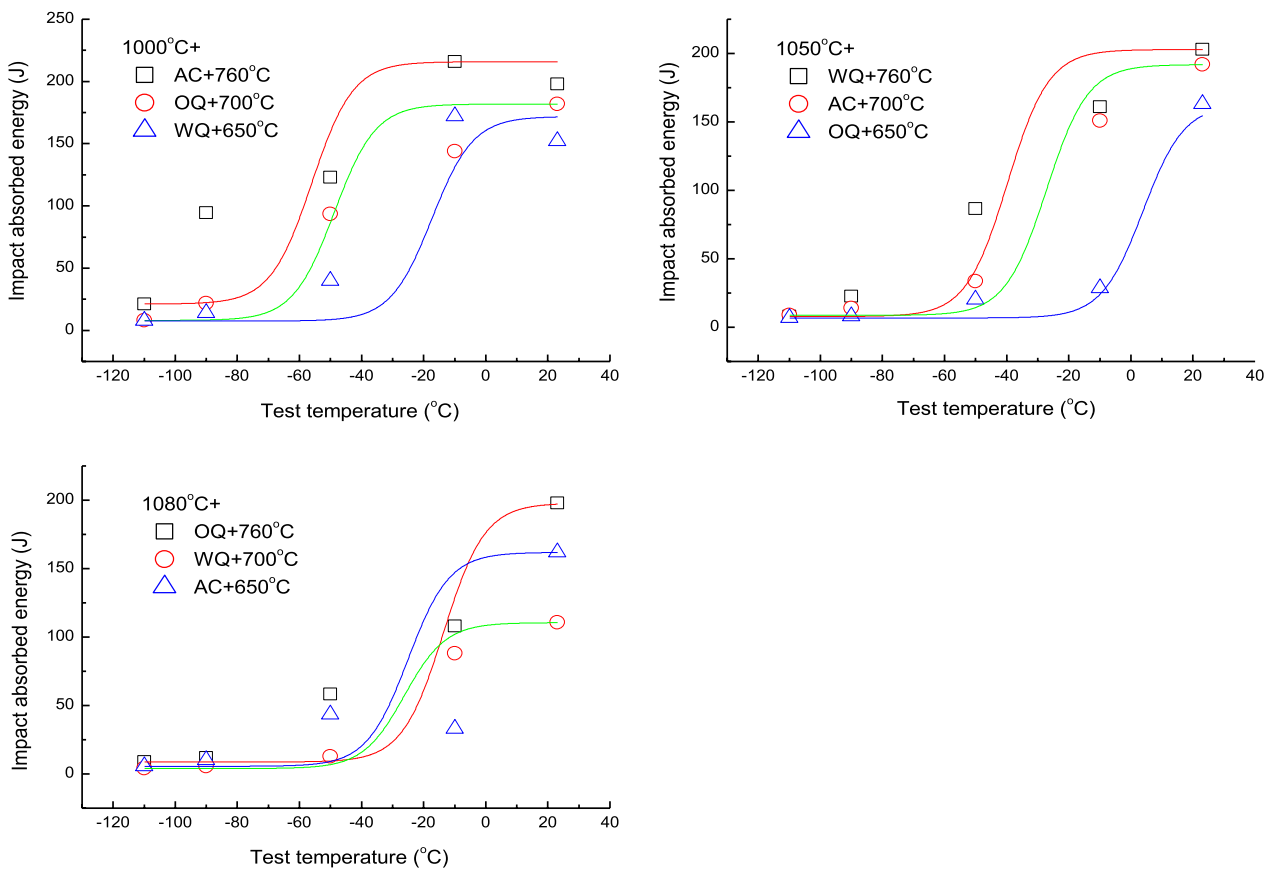 250
200
150
100
50
0
-120 -100 -80 -60 -40 -20 0 20 40
Impact absorbed energy (J)
Test temperature (°C)
1000°C+
AC+760°C
OQ+700°C
WQ+650°C
200
150
100
50
0
-120 -100 -80 -60 -40 -20 0 20 40
Impact absorbed energy (J)
Test temperature (°C)
1050°C+
WQ+760°C
AC+700°C
OQ+650°C
200
150
100
50
0
-120 -100 -80 -60 -40 -20 0 20 40
Impact absorbed energy (J)
Test temperature (°C)
1080°C+
OQ+760°C
WQ+700°C
AC+650°C